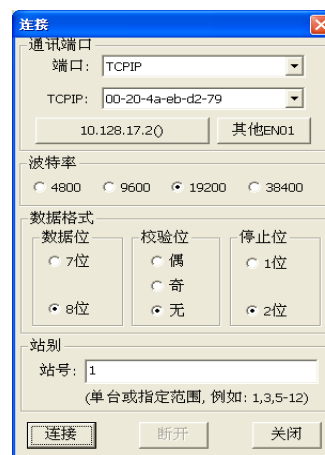 连接
通讯端口
端口: TCPIP
TCPIP: 00-20-4a-eb-d2-79
10.128.17.2() 其他EN01
波特率
4800 9600 19200 38400
数据格式
数据位 校验位 停止位
7位 偶 1位
奇
8位 无 2位
站别
站号: 1
(单台或指定范围, 例如: 1,3,5-12)
连接 断开 关闭